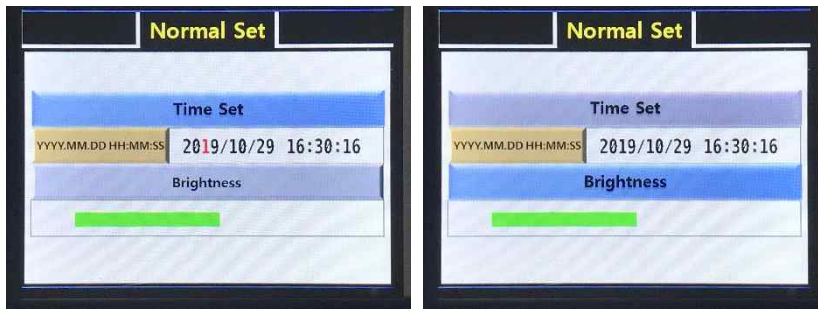 Normal Set
Time Set
YYYY.MM.DD HH:MM:SS 2019/10/29 16:30:16
Brightness
Normal Set
Time Set
YYYY.MM.DD HH:MM:SS 2019/10/29 16:30:16
Brightness